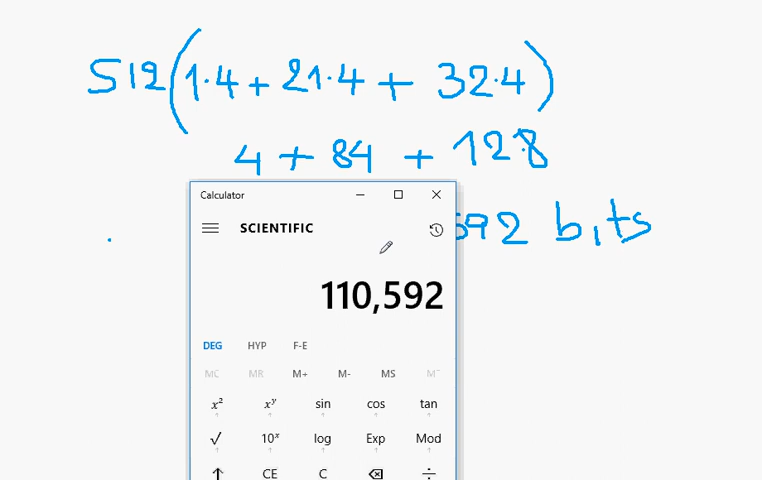 512(1·4 + 21·4 + 32·4)
4 + 84 + 128
592 bits
Calculator
SCIENTIFIC
110,592
DEG HYP F-E
MC MR M+ M- MS M˅
x² xʸ sin cos tan
√ 10ˣ log Exp Mod
↑ CE C ⌫ ÷